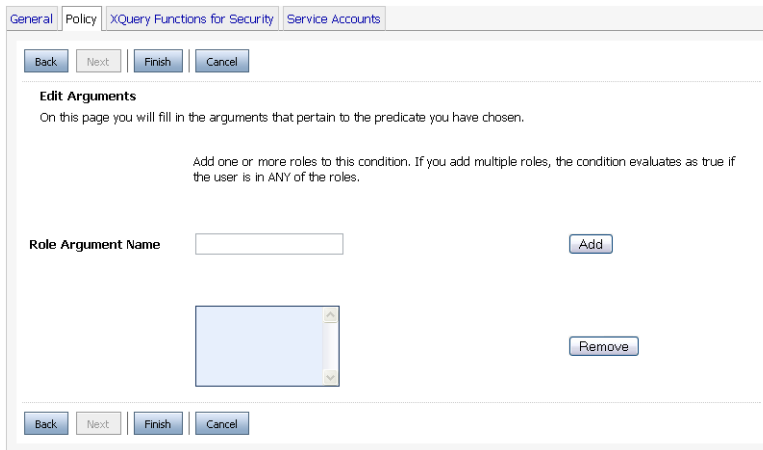 General Policy XQuery Functions for Security Service Accounts
Back Next Finish Cancel
Edit Arguments
On this page you will fill in the arguments that pertain to the predicate you have chosen.
Add one or more roles to this condition. If you add multiple roles, the condition evaluates as true if
the user is in ANY of the roles.
Role Argument Name Add
Remove
Back Next Finish Cancel